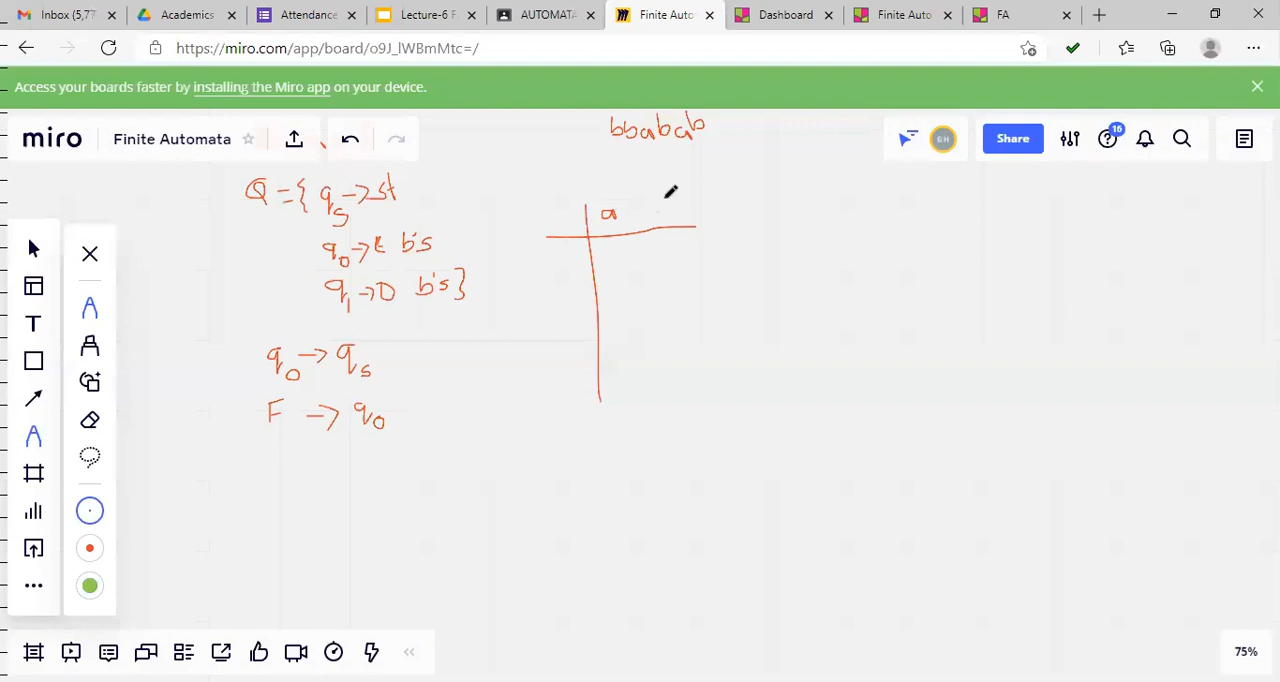 Inbox (5,77
Academics
Attendance
Lecture-6 F
AUTOMATA
Finite Auto
Dashboard
Finite Auto
FA
https://miro.com/app/board/o9J_lWBmMtc=/
Access your boards faster by installing the Miro app on your device.
miro
Finite Automata
GH
Share
16
bbabab
Q = { qS -> st
q0 -> E b's
q1 -> O b's }
q0 -> qS
F -> q0
a
T
75%